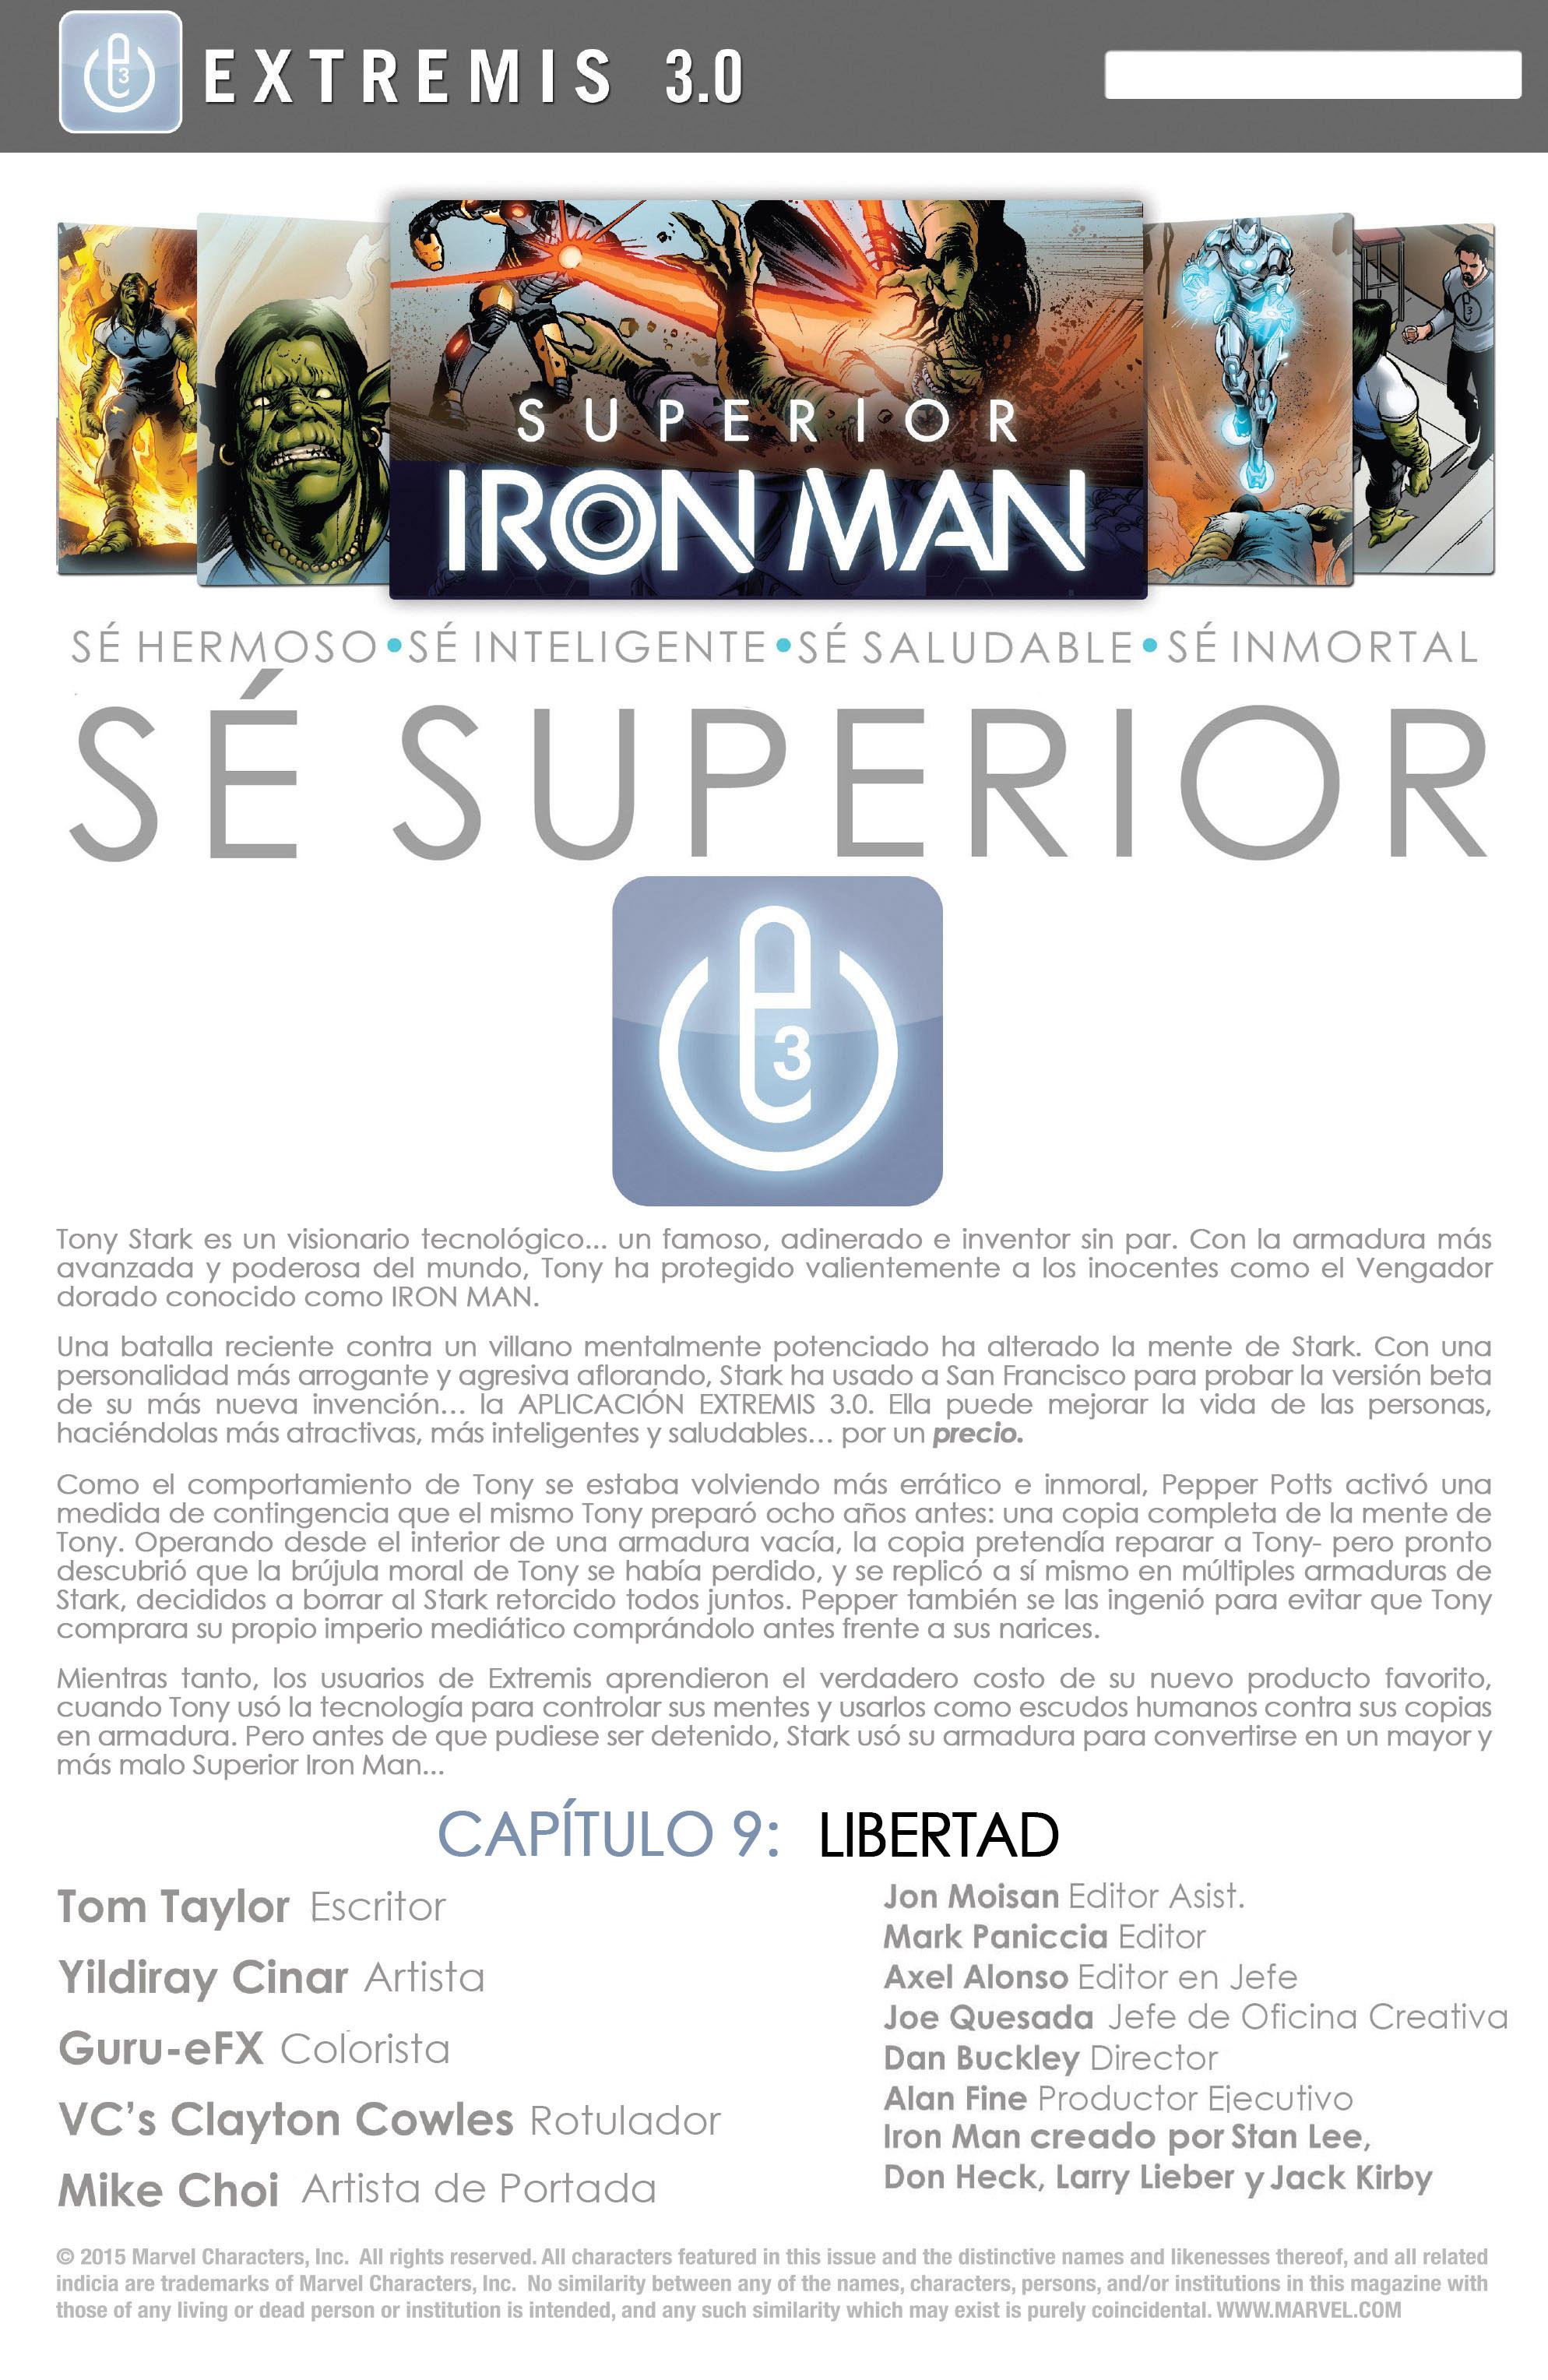 EXTREMIS 3.0
SUPERIOR
IRON MAN
SÉ HERMOSO•SÉ INTELIGENTE•SÉ SALUDABLE•SÉ INMORTAL
SÉ SUPERIOR
3
Tony Stark es un visionario tecnológico... un famoso, adinerado e inventor sin par. Con la armadura más
avanzada y poderosa del mundo, Tony ha protegido valientemente a los inocentes como el Vengador
dorado conocido como IRON MAN.
Una batalla reciente contra un villano mentalmente potenciado ha alterado la mente de Stark. Con una
personalidad más arrogante y agresiva aflorando, Stark ha usado a San Francisco para probar la versión beta
de su más nueva invención... la APLICACIÓN EXTREMIS 3.0. Ella puede mejorar la vida de las personas,
haciéndolas más atractivas, más inteligentes y saludables... por un precio.
Como el comportamiento de Tony se estaba volviendo más errático e inmoral, Pepper Potts activó una
medida de contingencia que el mismo Tony preparó ocho años antes: una copia completa de la mente de
Tony. Operando desde el interior de una armadura vacía, la copia pretendía reparar a Tony- pero pronto
descubrió que la brújula moral de Tony se había perdido, y se replicó a sí mismo en múltiples armaduras de
Stark, decididos a borrar al Stark retorcido todos juntos. Pepper también se las ingenió para evitar que Tony
comprara su propio imperio mediático comprándolo antes frente a sus narices.
Mientras tanto, los usuarios de Extremis aprendieron el verdadero costo de su nuevo producto favorito,
cuando Tony usó la tecnología para controlar sus mentes y usarlos como escudos humanos contra sus copias
en armadura. Pero antes de que pudiese ser detenido, Stark usó su armadura para convertirse en un mayor y
más malo Superior Iron Man...
CAPÍTULO 9: LIBERTAD
Tom Taylor Escritor
Yildiray Cinar Artista
Guru-eFX Colorista
VC's Clayton Cowles Rotulador
Mike Choi Artista de Portada
Jon Moisan Editor Asist.
Mark Paniccia Editor
Axel Alonso Editor en Jefe
Joe Quesada Jefe de Oficina Creativa
Dan Buckley Director
Alan Fine Productor Ejecutivo
Iron Man creado por Stan Lee,
Don Heck, Larry Lieber y Jack Kirby
© 2015 Marvel Characters, Inc. All rights reserved. All characters featured in this issue and the distinctive names and likenesses thereof, and all related
indicia are trademarks of Marvel Characters, Inc. No similarity between any of the names, characters, persons, and/or institutions in this magazine with
those of any living or dead person or institution is intended, and any such similarity which may exist is purely coincidental. WWW.MARVEL.COM